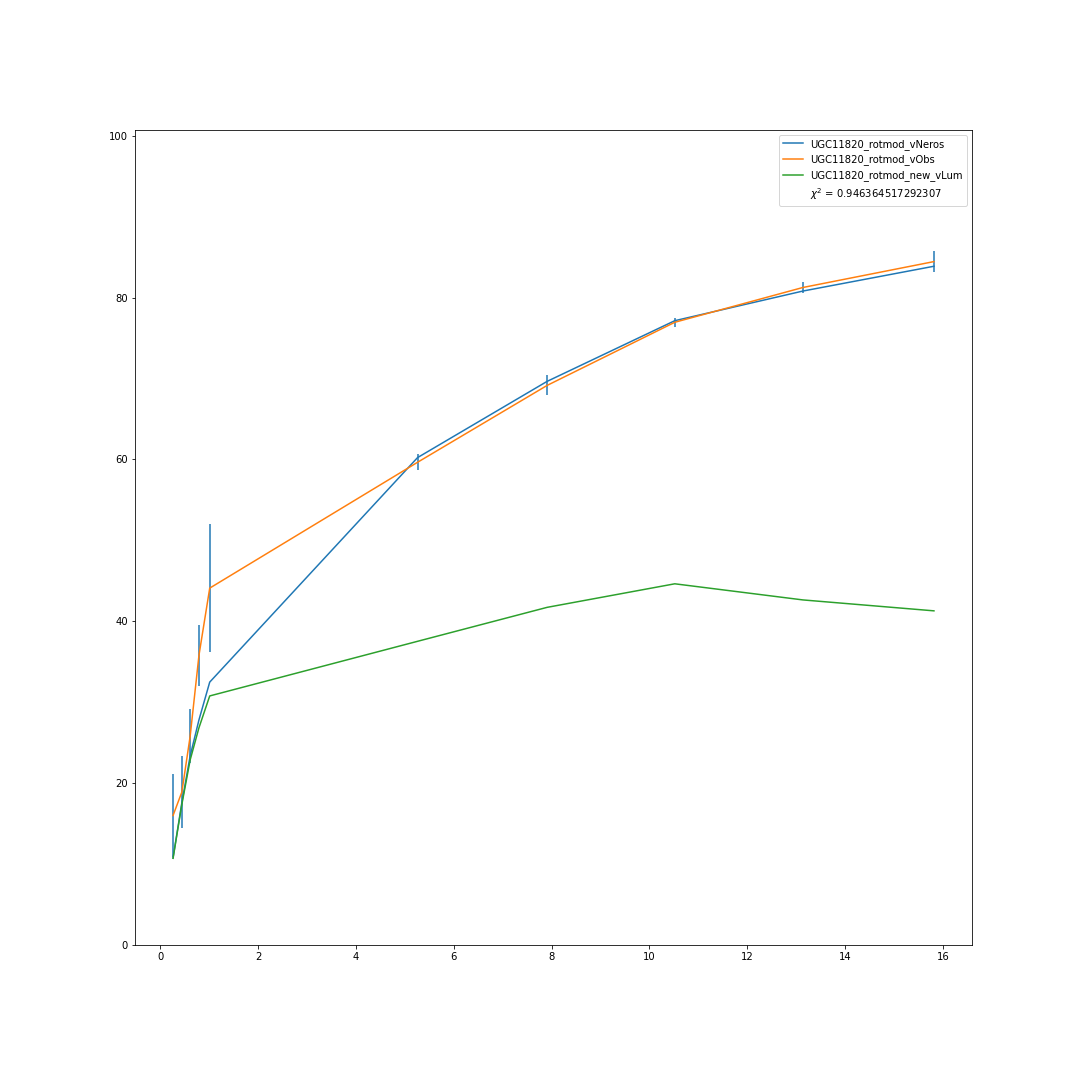 100
80
60
40
20
0
0 2 4 6 8 10 12 14 16
UGC11820_rotmod_vNeros
UGC11820_rotmod_vObs
UGC11820_rotmod_new_vLum
χ² = 0.946364517292307